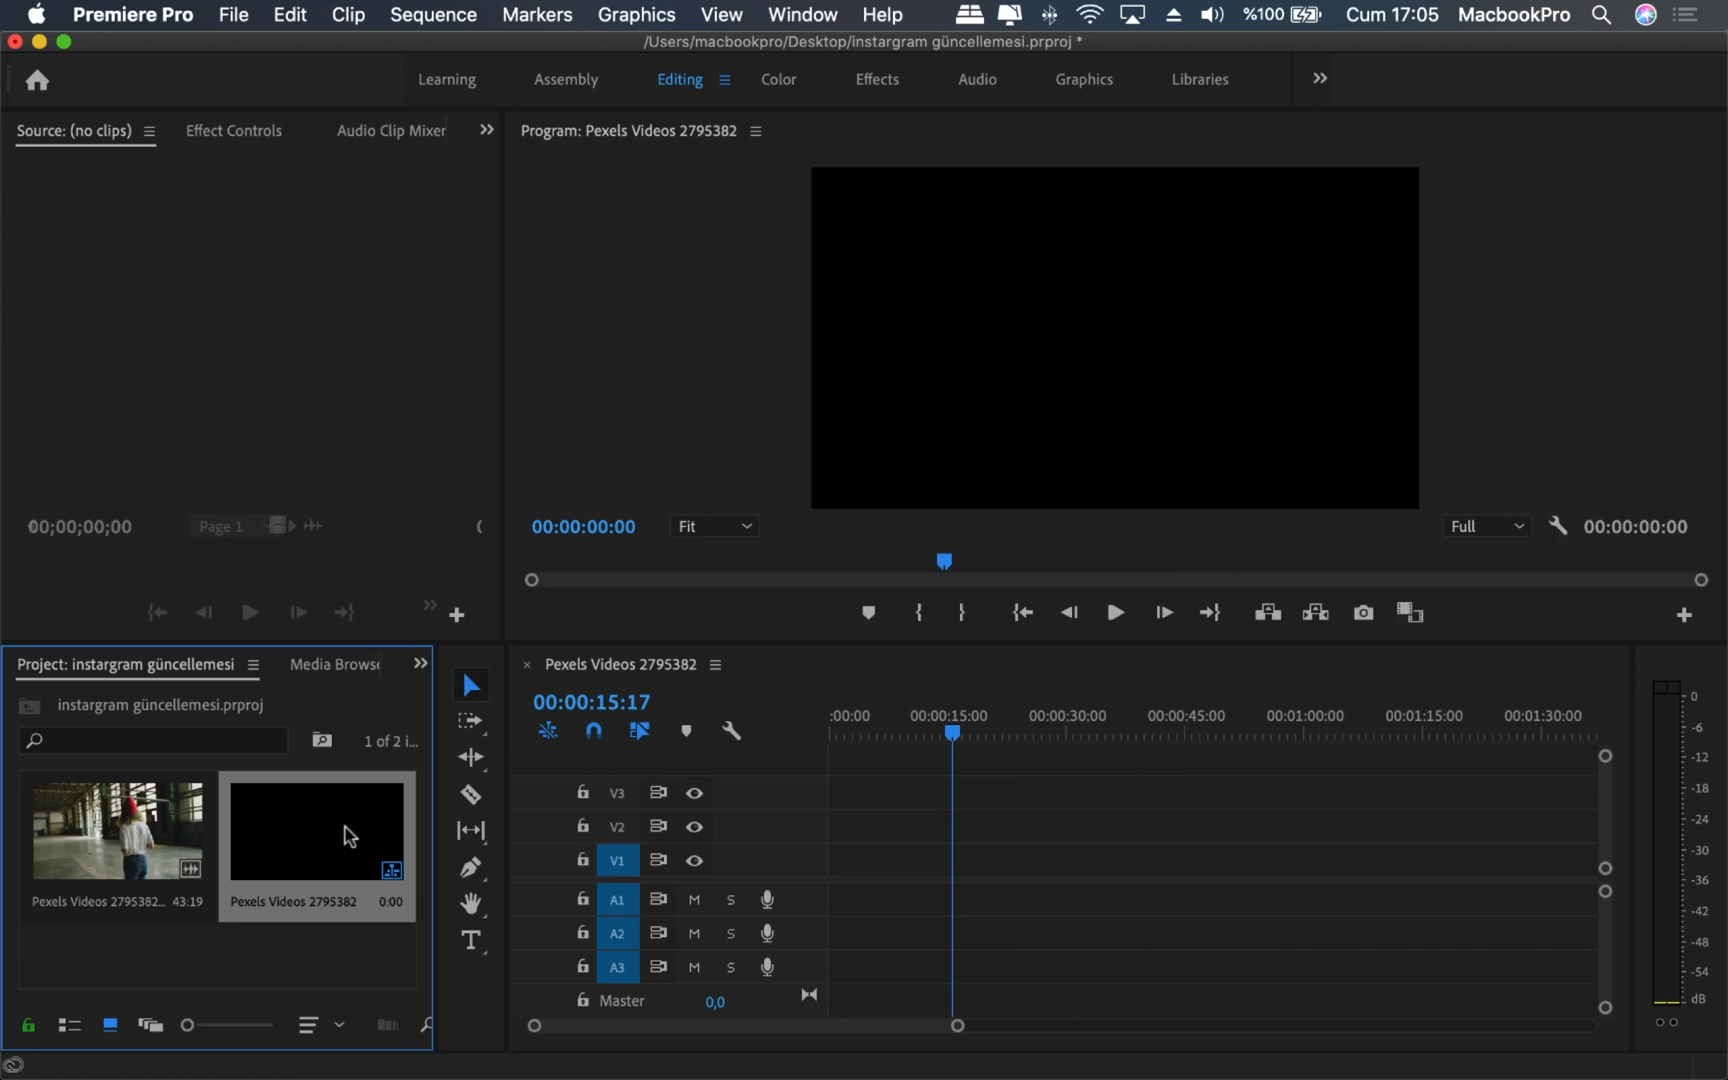 Premiere Pro File Edit Clip Sequence Markers Graphics View Window Help %100 Cum 17:05 MacbookPro
/Users/macbookpro/Desktop/instargram güncellemesi.prproj *
Learning Assembly Editing Color Effects Audio Graphics Libraries
Source: (no clips) Effect Controls Audio Clip Mixer
Program: Pexels Videos 2795382
00;00;00;00 Page 1
00:00:00:00 Fit Full 00:00:00:00
Project: instargram güncellemesi Media Browse
instargram güncellemesi.prproj
1 of 2 i...
Pexels Videos 2795382... 43:19
Pexels Videos 2795382 0:00
Pexels Videos 2795382
00:00:15:17
:00:00 00:00:15:00 00:00:30:00 00:00:45:00 00:01:00:00 00:01:15:00 00:01:30:00
V3
V2
V1
A1 M S
A2 M S
A3 M S
Master 0,0
0
-6
-12
-18
-24
-30
-36
-42
-48
-54
dB